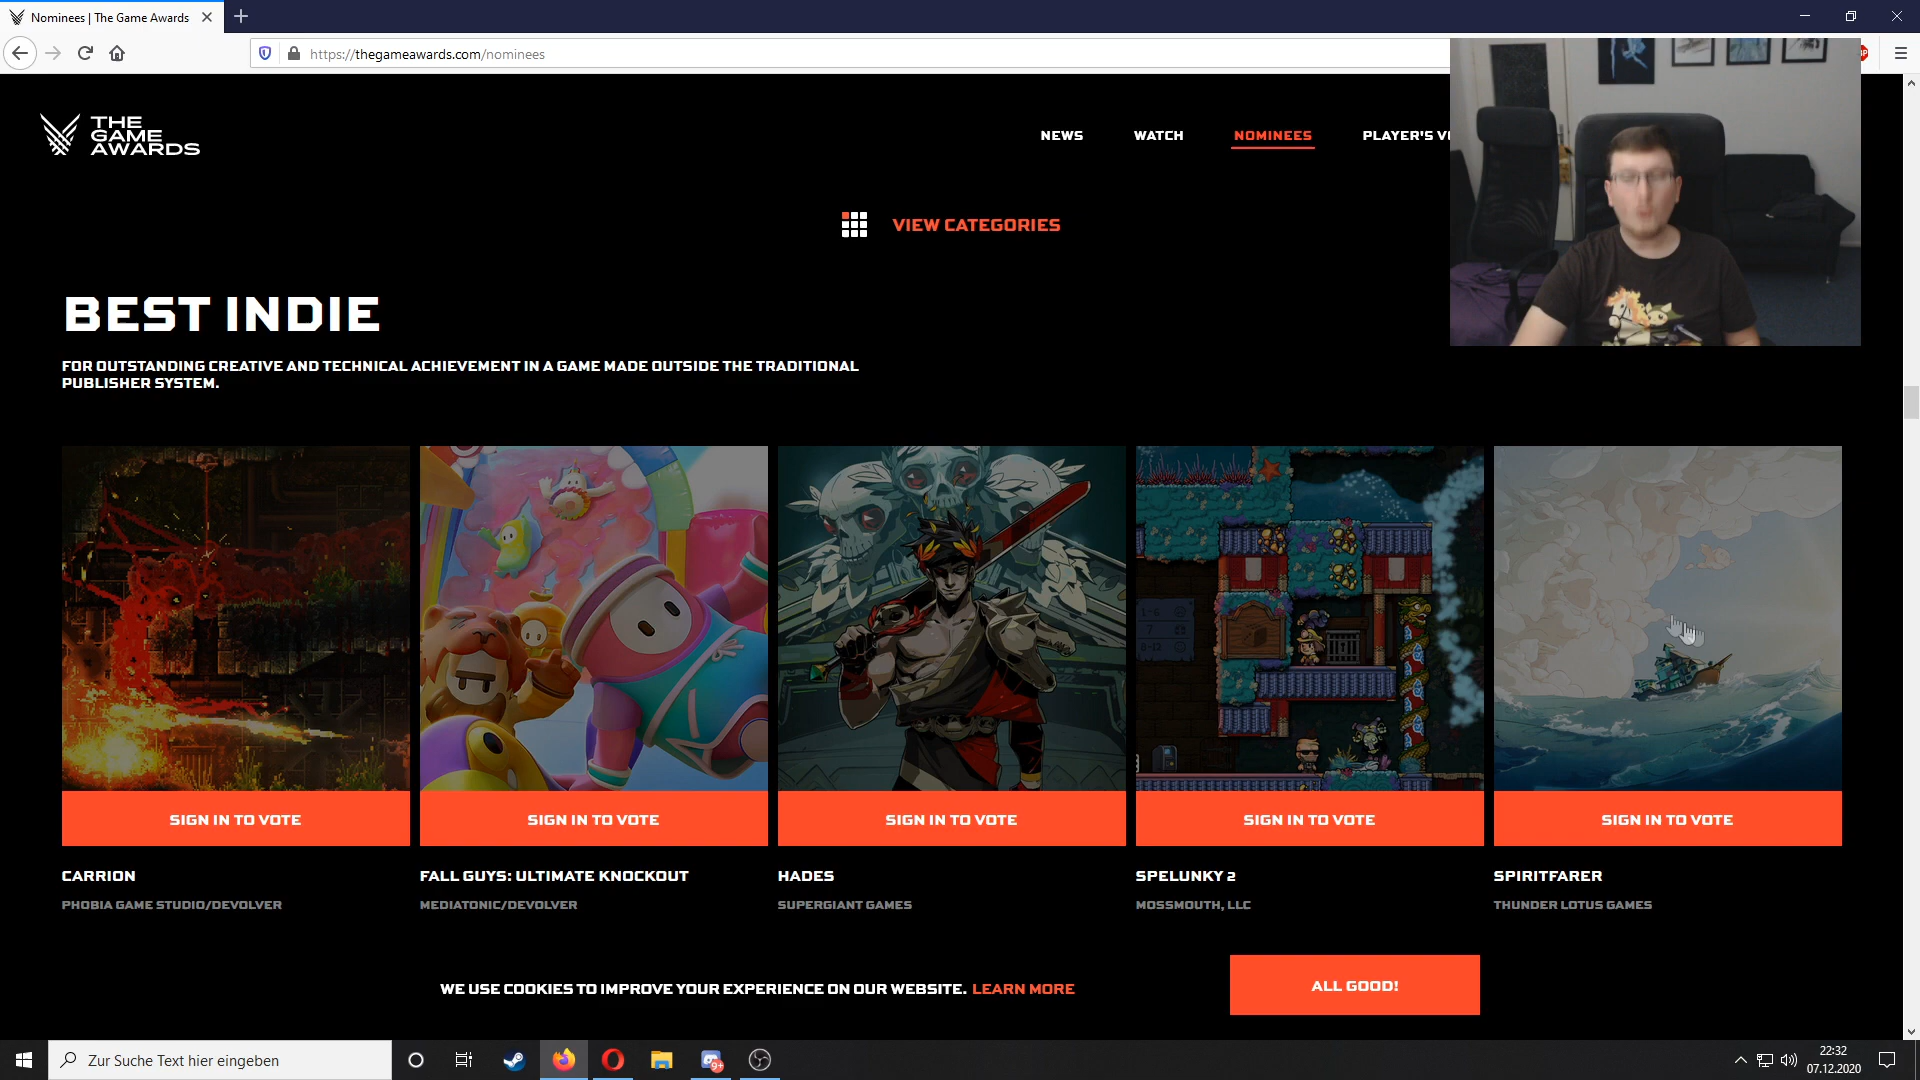 Nominees | The Game Awards
https://thegameawards.com/nominees
THE
GAME
AWARDS
NEWS
WATCH
NOMINEES
PLAYER'S
VIEW CATEGORIES
BEST INDIE
FOR OUTSTANDING CREATIVE AND TECHNICAL ACHIEVEMENT IN A GAME MADE OUTSIDE THE TRADITIONAL
PUBLISHER SYSTEM.
SIGN IN TO VOTE
SIGN IN TO VOTE
SIGN IN TO VOTE
SIGN IN TO VOTE
SIGN IN TO VOTE
CARRION
FALL GUYS: ULTIMATE KNOCKOUT
HADES
SPELUNKY 2
SPIRITFARER
PHOBIA GAME STUDIO/DEVOLVER
MEDIATONIC/DEVOLVER
SUPERGIANT GAMES
MOSSMOUTH, LLC
THUNDER LOTUS GAMES
WE USE COOKIES TO IMPROVE YOUR EXPERIENCE ON OUR WEBSITE. LEARN MORE
ALL GOOD!
Zur Suche Text hier eingeben
9+
22:32
07.12.2020